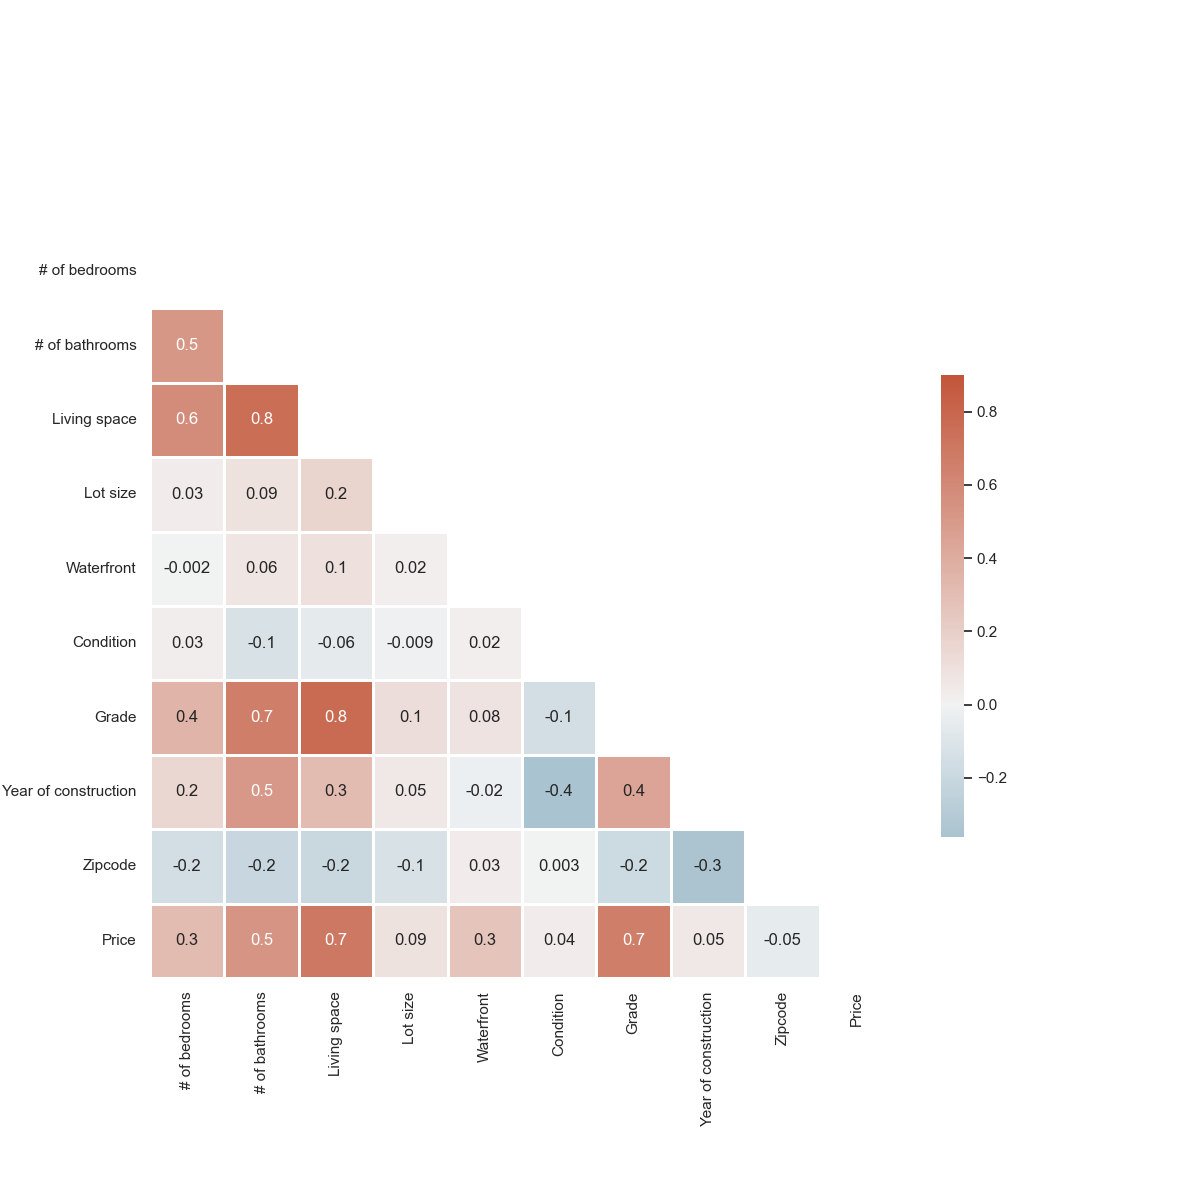 # of bedrooms
# of bathrooms 0.5
Living space 0.6 0.8
Lot size 0.03 0.09 0.2
Waterfront -0.002 0.06 0.1 0.02
Condition 0.03 -0.1 -0.06 -0.009 0.02
Grade 0.4 0.7 0.8 0.1 0.08 -0.1
Year of construction 0.2 0.5 0.3 0.05 -0.02 -0.4 0.4
Zipcode -0.2 -0.2 -0.2 -0.1 0.03 0.003 -0.2 -0.3
Price 0.3 0.5 0.7 0.09 0.3 0.04 0.7 0.05 -0.05
# of bedrooms
# of bathrooms
Living space
Lot size
Waterfront
Condition
Grade
Year of construction
Zipcode
Price
0.8
0.6
0.4
0.2
0.0
−0.2